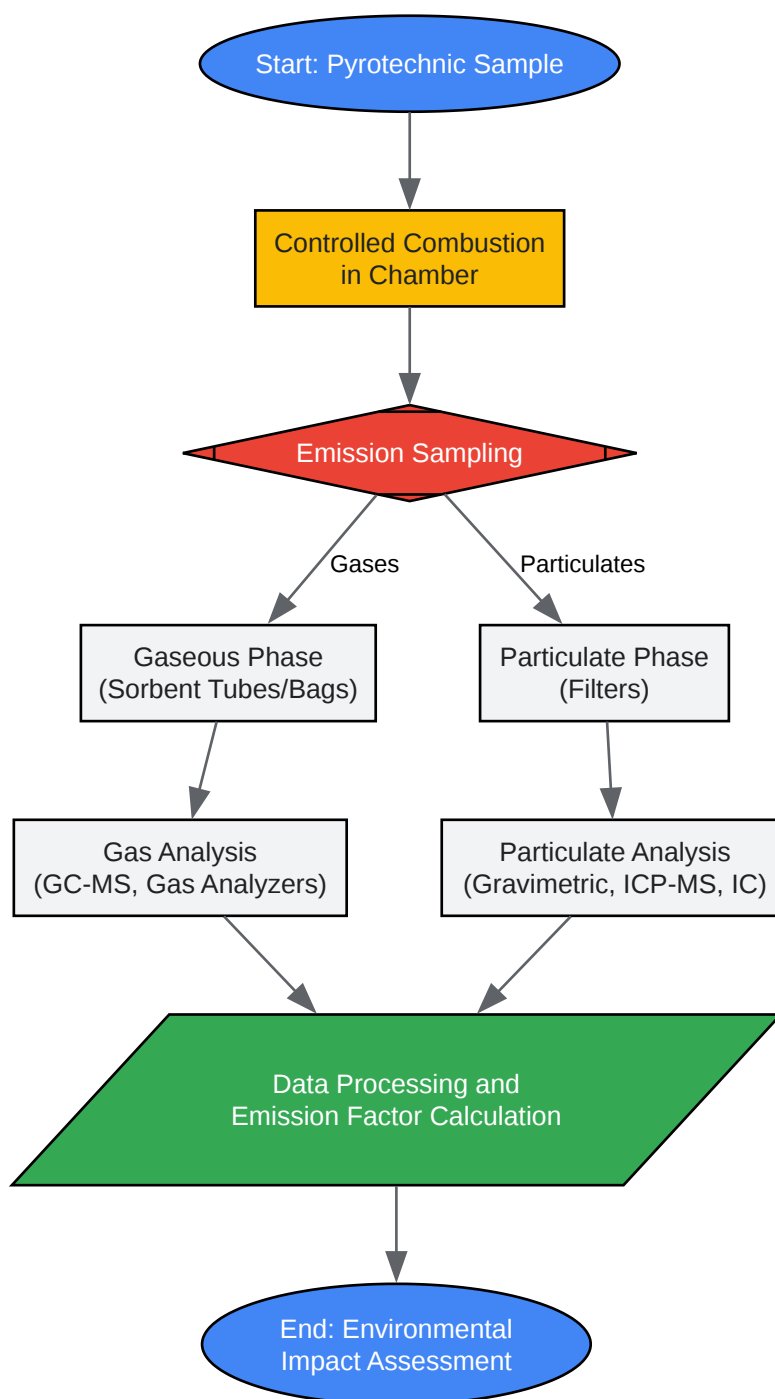 Start: Pyrotechnic Sample
Controlled Combustion
in Chamber
Emission Sampling
Gases
Particulates
Gaseous Phase
(Sorbent Tubes/Bags)
Particulate Phase
(Filters)
Gas Analysis
(GC-MS, Gas Analyzers)
Particulate Analysis
(Gravimetric, ICP-MS, IC)
Data Processing and
Emission Factor Calculation
End: Environmental
Impact Assessment